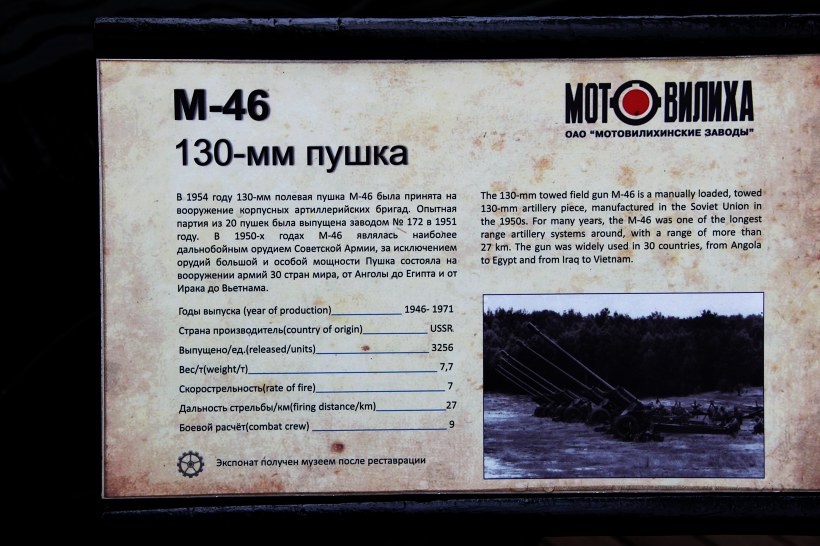 М-46
130-мм пушка
МОТОВИЛИХА
ОАО "МОТОВИЛИХИНСКИЕ ЗАВОДЫ"
В 1954 году 130-мм полевая пушка М-46 была принята на
вооружение корпусных артиллерийских бригад. Опытная
партия из 20 пушек была выпущена заводом № 172 в 1951
году. В 1950-х годах М-46 являлась наиболее
дальнобойным орудием Советской Армии, за исключением
орудий большой и особой мощности Пушка состояла на
вооружении армий 30 стран мира, от Анголы до Египта и от
Ирака до Вьетнама.
Годы выпуска (year of production) 1946- 1971
Страна производитель(country of origin) USSR
Выпущено/ед.(released/units) 3256
Вес/т(weight/т) 7,7
Скорострельность(rate of fire) 7
Дальность стрельбы/км(firing distance/km) 27
Боевой расчёт(combat crew) 9
Экспонат получен музеем после реставрации
The 130-mm towed field gun M-46 is a manually loaded, towed
130-mm artillery piece, manufactured in the Soviet Union in
the 1950s. For many years, the M-46 was one of the longest
range artillery systems around, with a range of more than
27 km. The gun was widely used in 30 countries, from Angola
to Egypt and from Iraq to Vietnam.